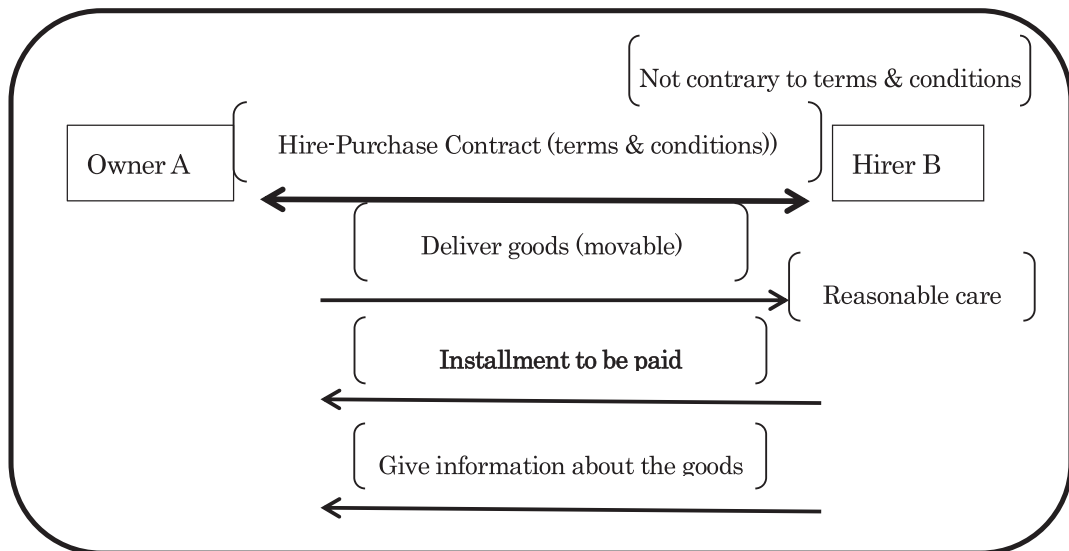 Not contrary to terms & conditions
Owner A
Hire-Purchase Contract (terms & conditions))
Hirer B
Deliver goods (movable)
Reasonable care
Installment to be paid
Give information about the goods